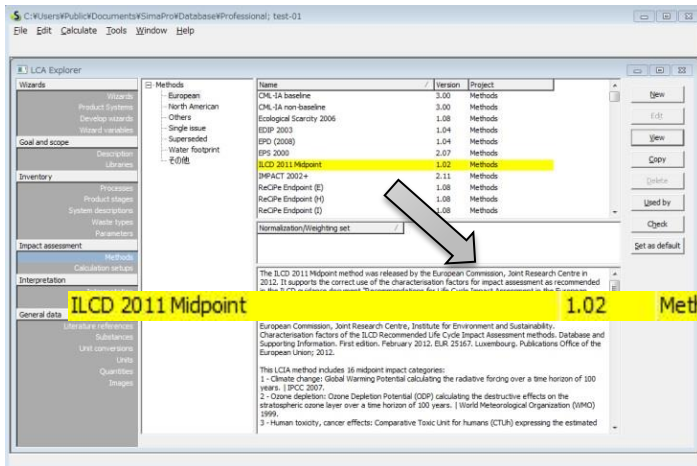 C:¥Users¥Public¥Documents¥SimaPro¥Database¥Professional; test-01
File Edit Calculate Tools Window Help
LCA Explorer
Wizards
Wizards
Product Systems
Develop wizards
Wizard variables
Goal and scope
Description
Libraries
Inventory
Processes
Product stages
System descriptions
Waste types
Parameters
Impact assessment
Methods
Calculation setups
Interpretation
General data
Literature references
Substances
Unit conversions
Units
Quantities
Images
Methods
European
North American
Others
Single issue
Superseded
Water footprint
その他
Name / Version Project
CML-IA baseline 3.00 Methods
CML-IA non-baseline 3.00 Methods
Ecological Scarcity 2006 1.08 Methods
EDIP 2003 1.04 Methods
EPD (2008) 1.04 Methods
EPS 2000 2.07 Methods
ILCD 2011 Midpoint 1.02 Methods
IMPACT 2002+ 2.11 Methods
ReCiPe Endpoint (E) 1.08 Methods
ReCiPe Endpoint (H) 1.08 Methods
ReCiPe Endpoint (I) 1.08 Methods
Normalization/Weighting set /
The ILCD 2011 Midpoint method was released by the European Commission, Joint Research Centre in
2012. It supports the correct use of the characterisation factors for impact assessment as recommended
ILCD 2011 Midpoint 1.02 Met
European Commission, Joint Research Centre, Institute for Environment and Sustainability.
Characterisation factors of the ILCD Recommended Life Cycle Impact Assessment methods. Database and
Supporting Information. First edition. February 2012. EUR 25167. Luxembourg. Publications Office of the
European Union; 2012.
This LCIA method includes 16 midpoint impact categories:
1 - Climate change: Global Warming Potential calculating the radiative forcing over a time horizon of 100
years. | IPCC 2007.
2 - Ozone depletion: Ozone Depletion Potential (ODP) calculating the destructive effects on the
stratospheric ozone layer over a time horizon of 100 years. | World Meteorological Organization (WMO)
1999.
3 - Human toxicity, cancer effects: Comparative Toxic Unit for humans (CTUh) expressing the estimated
New
Edit
View
Copy
Delete
Used by
Check
Set as default